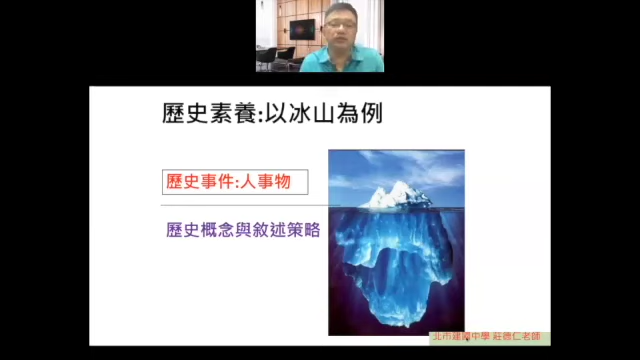 歷史素養:以冰山為例
歷史事件:人事物
歷史概念與敘述策略
北市建國中學 莊德仁老師